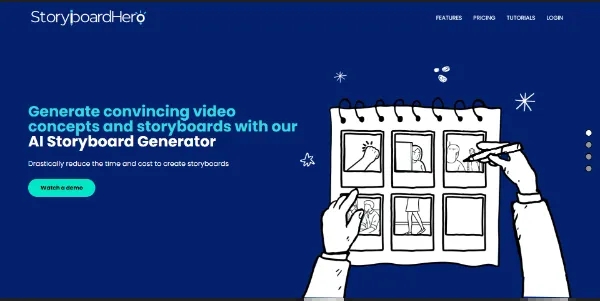 StoryboardHero
FEATURES PRICING TUTORIALS LOGIN
Generate convincing video
concepts and storyboards with our
AI Storyboard Generator
Drastically reduce the time and cost to create storyboards
Watch a demo